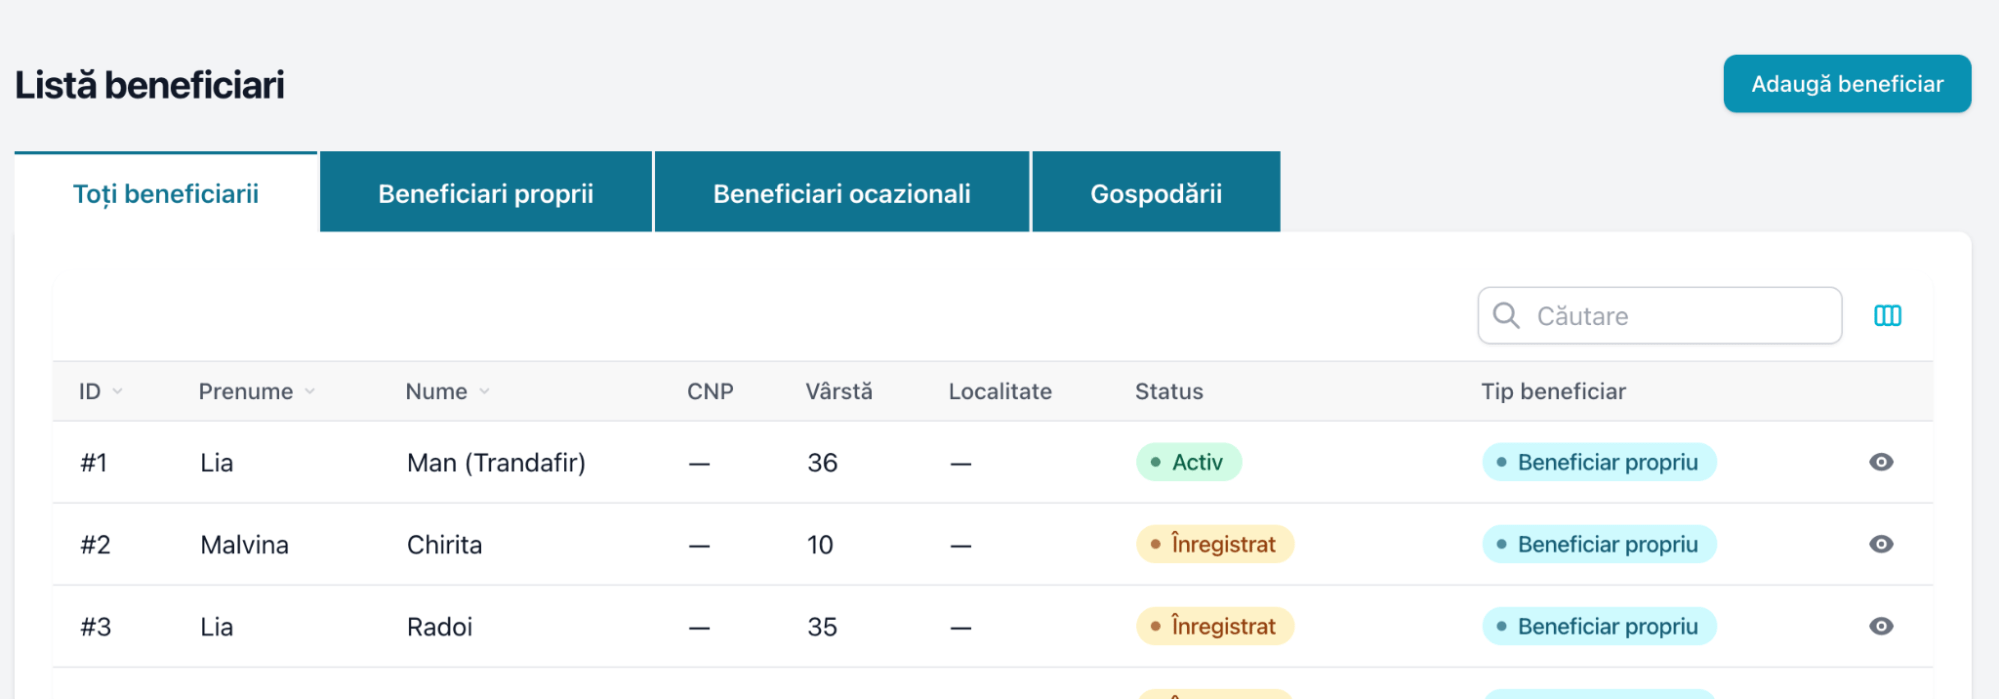 Listă beneficiari
Adaugă beneficiar
Toți beneficiarii Beneficiari proprii Beneficiari ocazionali Gospodării
Căutare
ID Prenume Nume CNP Vârstă Localitate Status Tip beneficiar
#1 Lia Man (Trandafir) — 36 — Activ Beneficiar propriu
#2 Malvina Chirita — 10 — Înregistrat Beneficiar propriu
#3 Lia Radoi — 35 — Înregistrat Beneficiar propriu